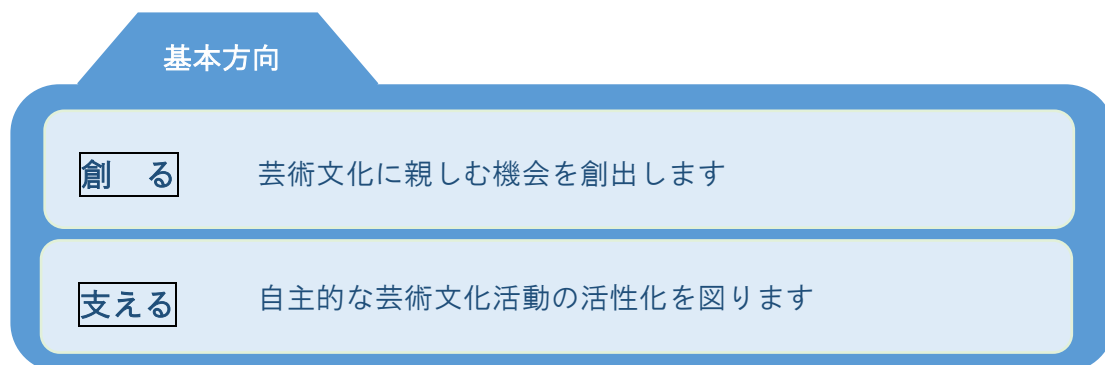 基本方向
創　る　芸術文化に親しむ機会を創出します
支える　自主的な芸術文化活動の活性化を図ります